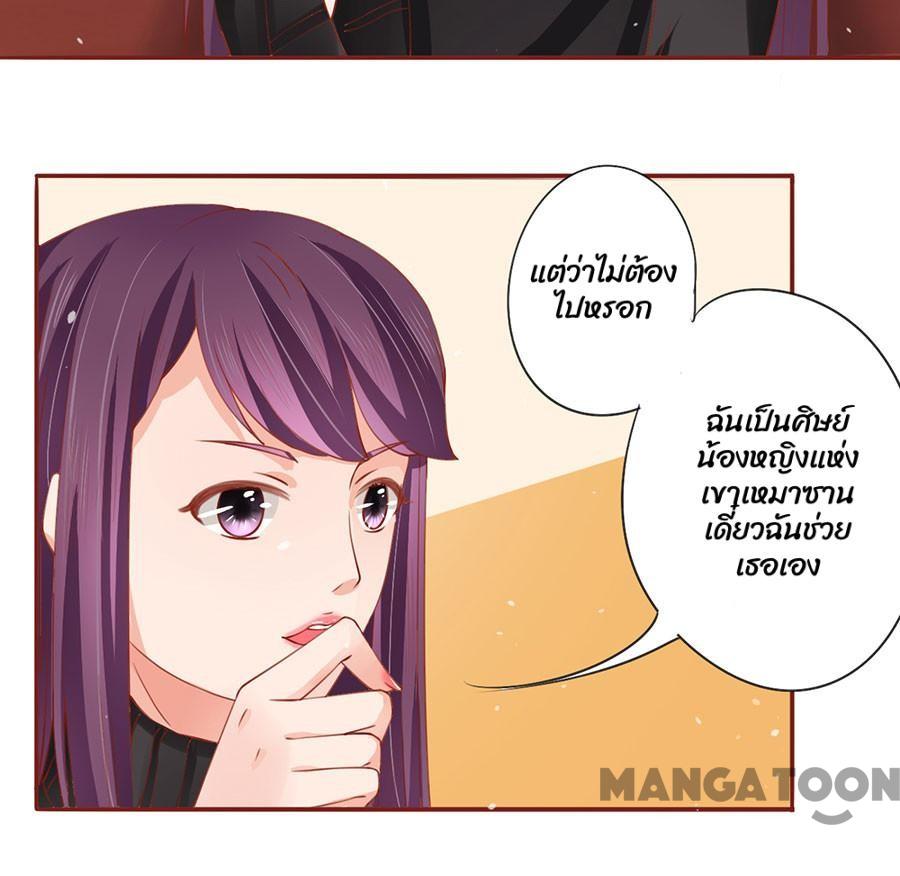 แต่ว่าไม่ต้อง
ไปหรอก
ฉันเป็นศิษย์
น้องหญิงแห่ง
เขาเหมาซาน
เดี๋ยวฉันช่วย
เธอเอง
MANGATOON